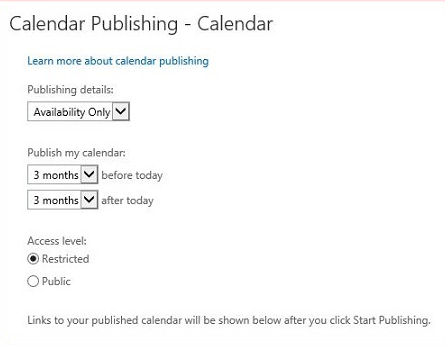 Calendar Publishing - Calendar
Learn more about calendar publishing
Publishing details:
Availability Only
Publish my calendar:
3 months before today
3 months after today
Access level:
Restricted
Public
Links to your published calendar will be shown below after you click Start Publishing.